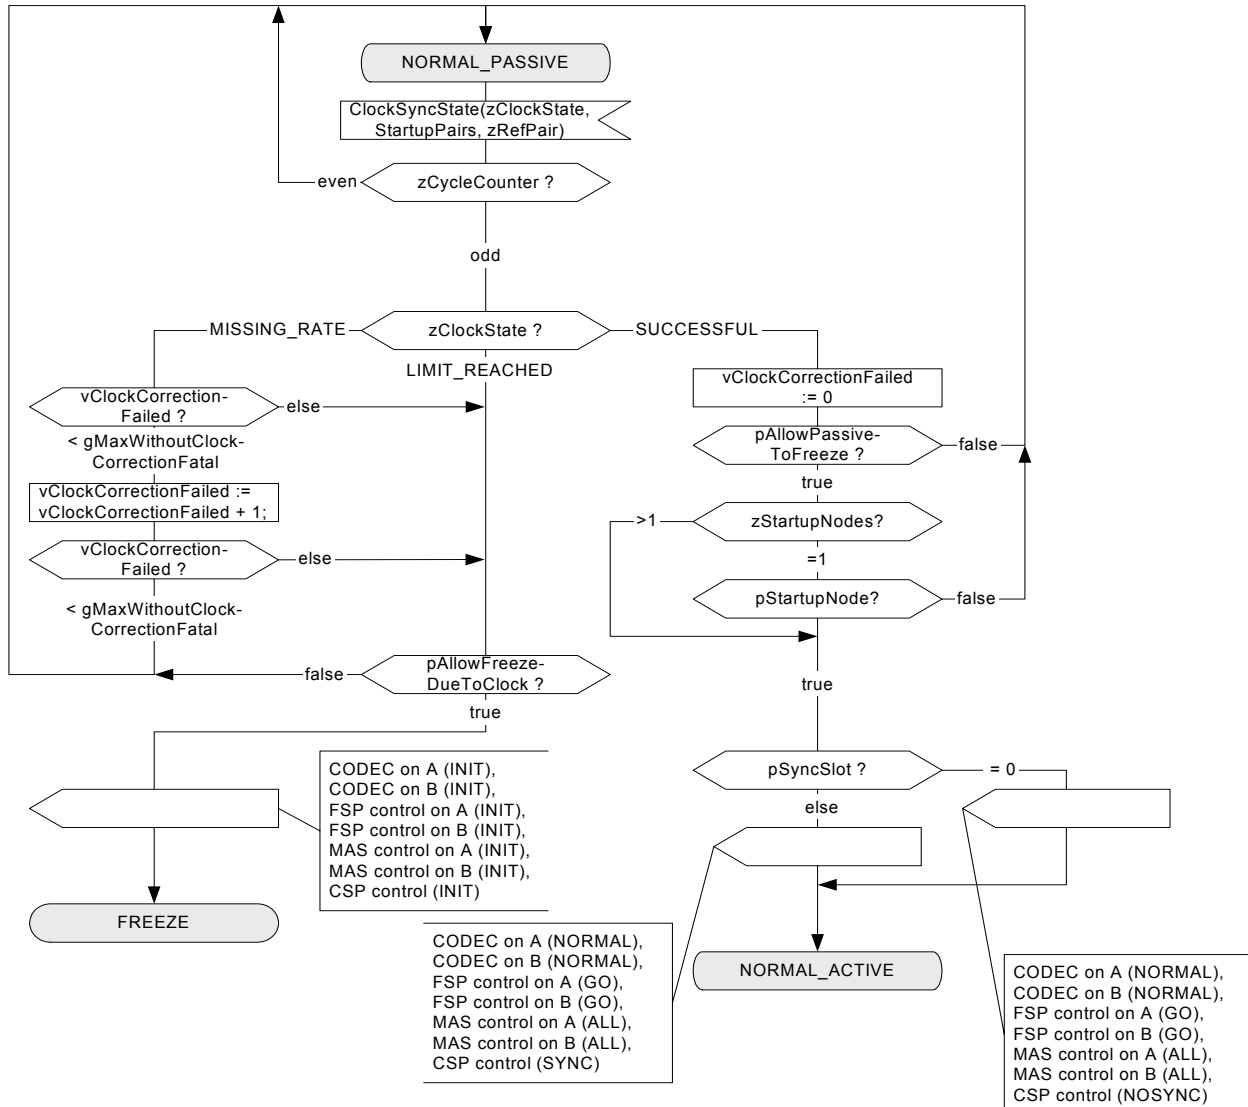 NORMAL_PASSIVE
ClockSyncState(zClockState,
StartupPairs, zRefPair)
even
zCycleCounter ?
odd
MISSING_RATE
zClockState ?
SUCCESSFUL
LIMIT_REACHED
vClockCorrection-
Failed ?
else
< gMaxWithoutClock-
CorrectionFatal
vClockCorrectionFailed :=
vClockCorrectionFailed + 1;
vClockCorrection-
Failed ?
else
< gMaxWithoutClock-
CorrectionFatal
vClockCorrectionFailed
:= 0
pAllowPassive-
ToFreeze ?
false
true
>1
zStartupNodes?
=1
pStartupNode?
false
false
pAllowFreeze-
DueToClock ?
true
true
pSyncSlot ?
= 0
else
CODEC on A (INIT),
CODEC on B (INIT),
FSP control on A (INIT),
FSP control on B (INIT),
MAS control on A (INIT),
MAS control on B (INIT),
CSP control (INIT)
FREEZE
CODEC on A (NORMAL),
CODEC on B (NORMAL),
FSP control on A (GO),
FSP control on B (GO),
MAS control on A (ALL),
MAS control on B (ALL),
CSP control (SYNC)
NORMAL_ACTIVE
CODEC on A (NORMAL),
CODEC on B (NORMAL),
FSP control on A (GO),
FSP control on B (GO),
MAS control on A (ALL),
MAS control on B (ALL),
CSP control (NOSYNC)